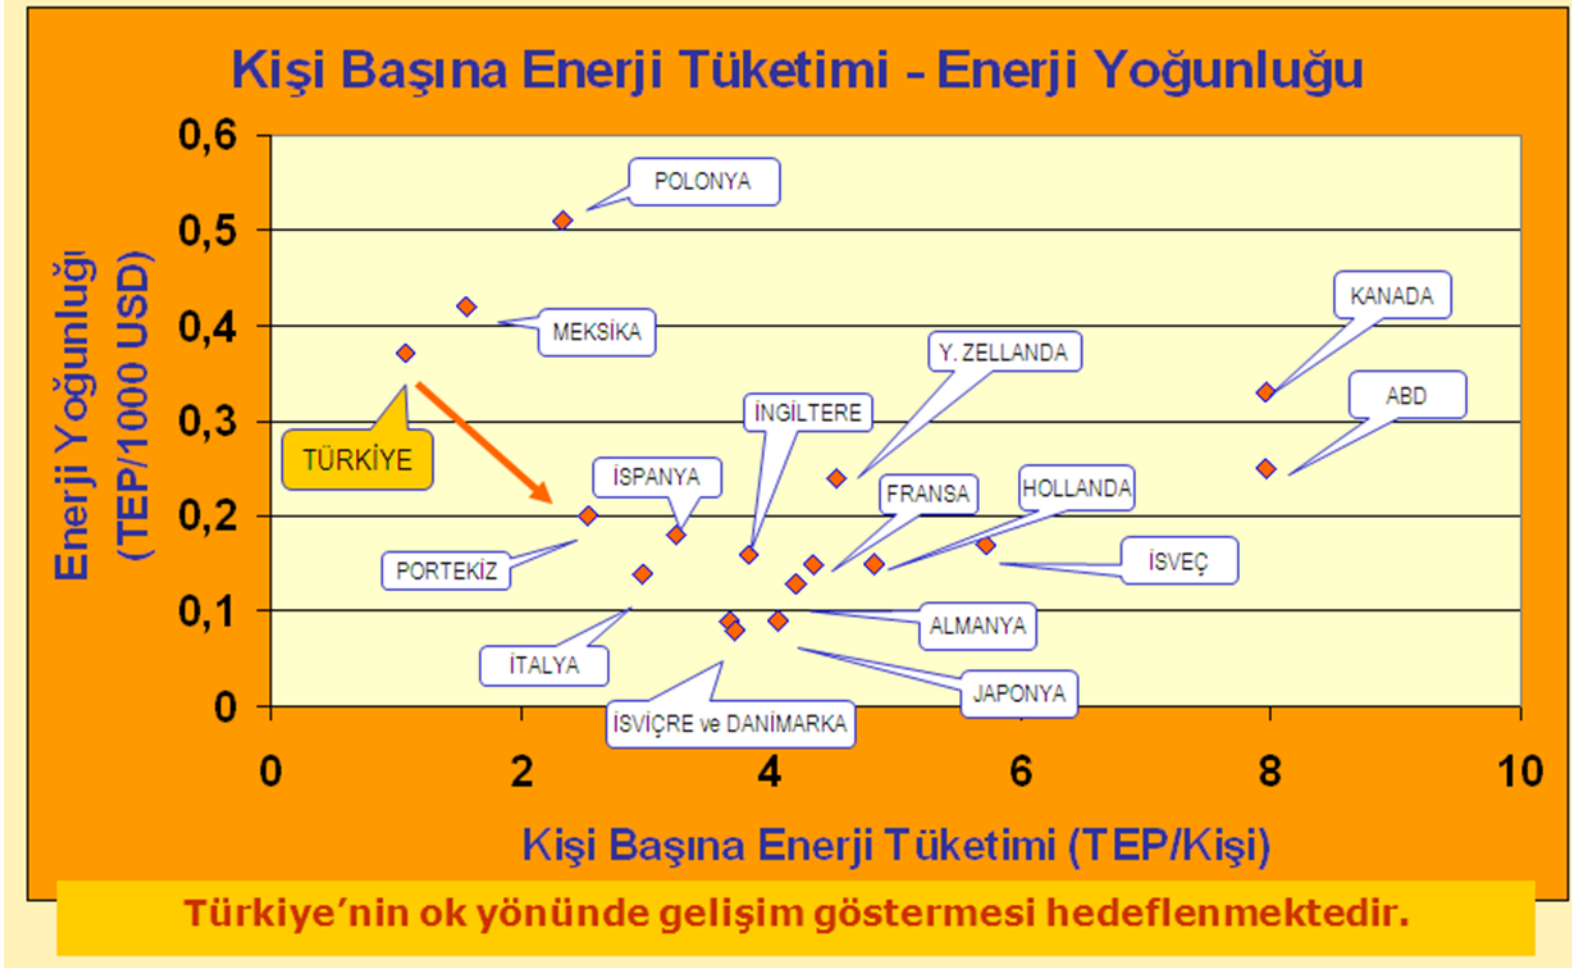 Kişi Başına Enerji Tüketimi - Enerji Yoğunluğu
Enerji Yoğunluğı
(TEP/1000 USD)
0,6
0,5
0,4
0,3
0,2
0,1
0
POLONYA
KANADA
MEKSİKA
Y. ZELLANDA
ABD
İNGİLTERE
TÜRKİYE
İSPANYA
FRANSA
HOLLANDA
PORTEKİZ
İSVEÇ
ALMANYA
İTALYA
JAPONYA
İSVİÇRE ve DANİMARKA
0 2 4 6 8 10
Kişi Başına Enerji Tüketimi (TEP/Kişi)
Türkiye’nin ok yönünde gelişim göstermesi hedeflenmektedir.